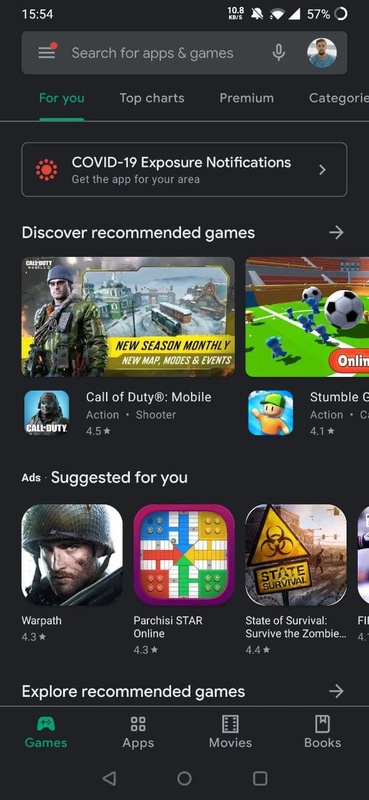 15:54
10.8
KB/S
57%
Search for apps & games
For you
Top charts
Premium
Categorie
COVID-19 Exposure Notifications
Get the app for your area
Discover recommended games
CALL OF DUTY
MOBILE
NEW SEASON MONTHLY
NEW MAP, MODES & EVENTS
Onlin
CALL OF DUTY
Call of Duty®: Mobile
Action • Shooter
4.5 ★
Stumble G
Action • Ca
4.1 ★
Ads · Suggested for you
STATE
SURVIVAL
Warpath
4.3 ★
Parchisi STAR
Online
4.3 ★
State of Survival:
Survive the Zombie…
4.4 ★
FI
Explore recommended games
Games
Apps
Movies
Books